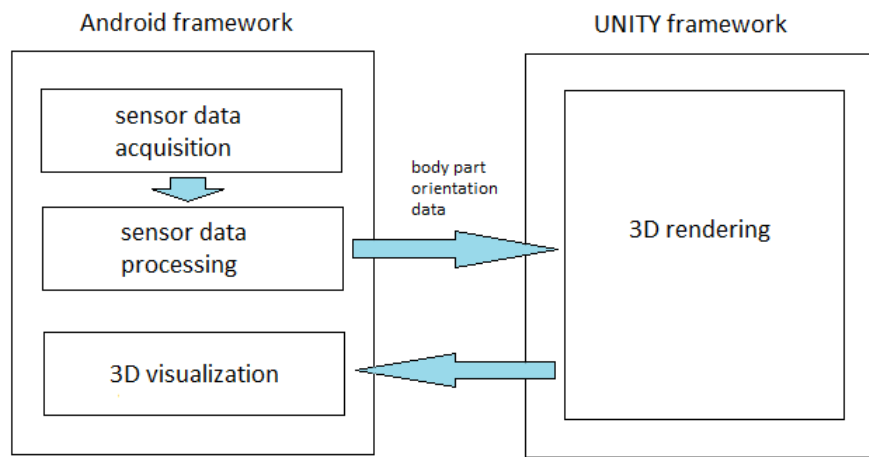 Android framework
UNITY framework
sensor data
acquisition
body part
orientation
data
sensor data
processing
3D rendering
3D visualization